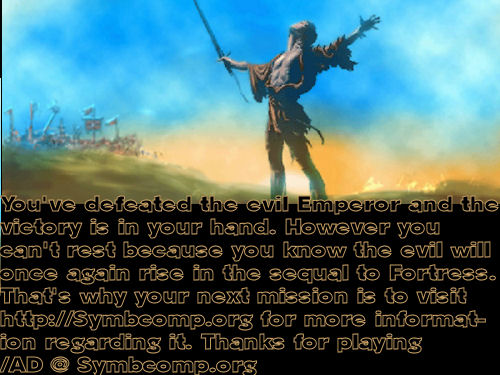 You've defeated the evil Emperor and the
victory is in your hand. However you
can't rest because you know the evil will
once again rise in the sequal to Fortress.
That's why your next mission is to visit
http://Symbcomp.org for more informat-
ion regarding it. Thanks for playing
/AD @ Symbcomp.org